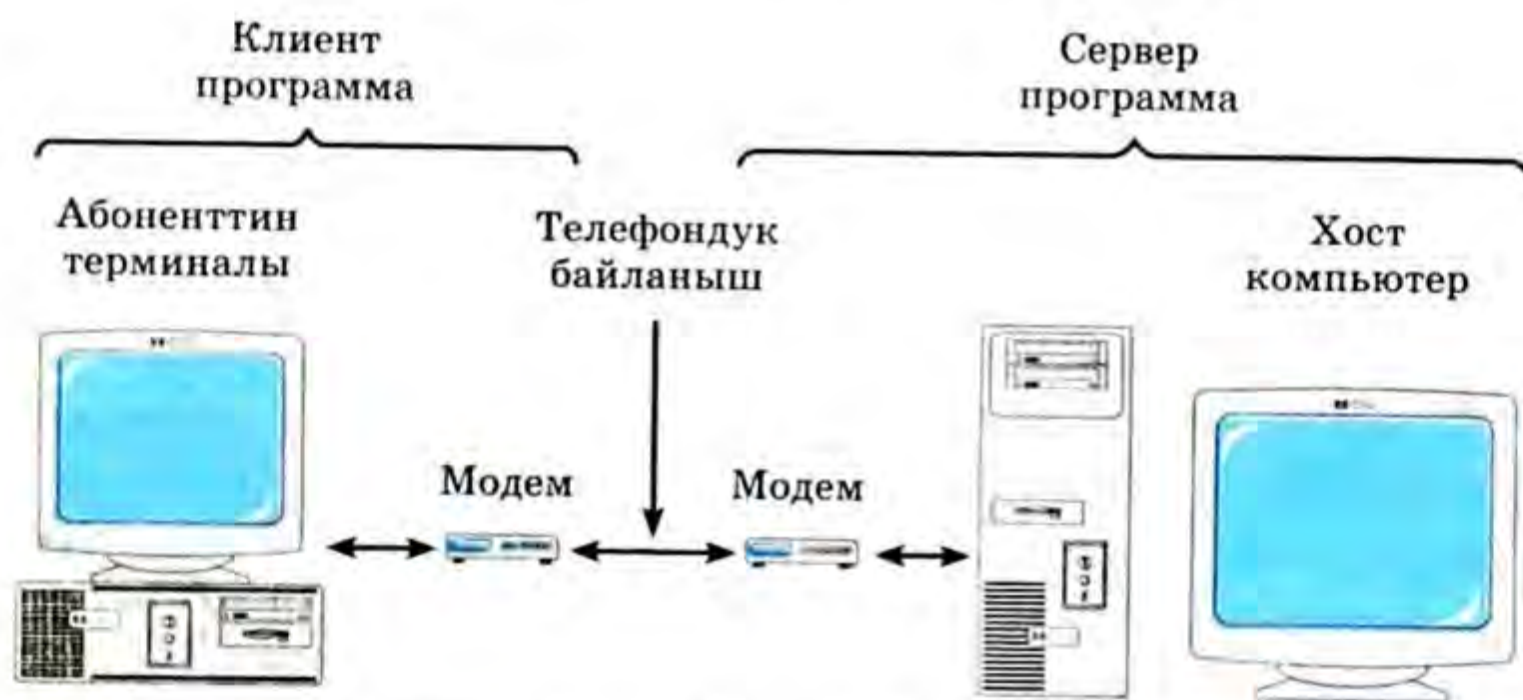 Клиент
программа
Сервер
программа
Абоненттин
терминалы
Телефондук
байланыш
Хост
компьютер
Модем
Модем